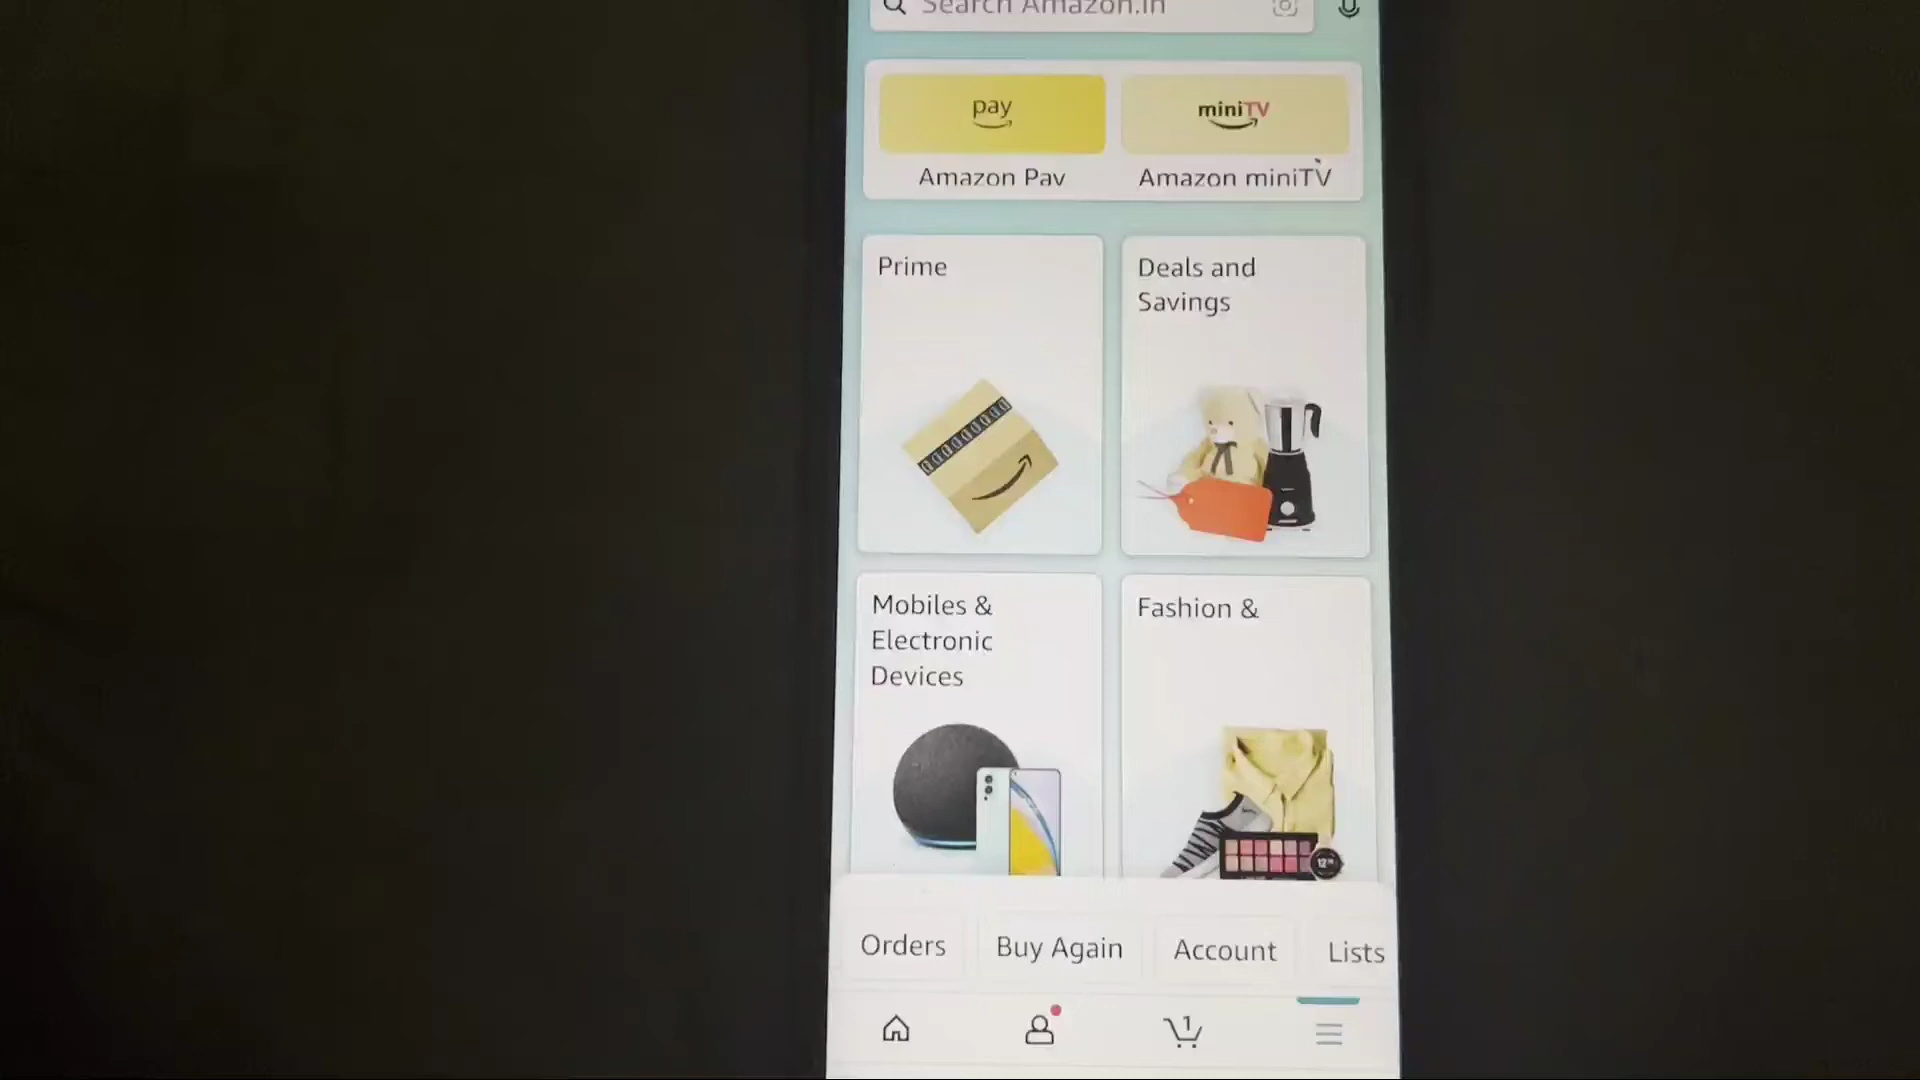 Search Amazon.in
pay
miniTV
Amazon Pay
Amazon miniTV
Prime
Deals and
Savings
Mobiles &
Electronic
Devices
Fashion &
Orders
Buy Again
Account
Lists
1